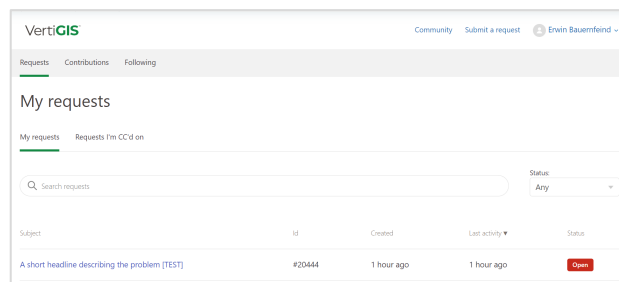 VertiGIS
Community Submit a request Erwin Bauernfeind
Requests Contributions Following
My requests
My requests Requests I'm CC'd on
Status:
Search requests Any
Subject Id Created Last activity ▼ Status
A short headline describing the problem [TEST] #20444 1 hour ago 1 hour ago Open